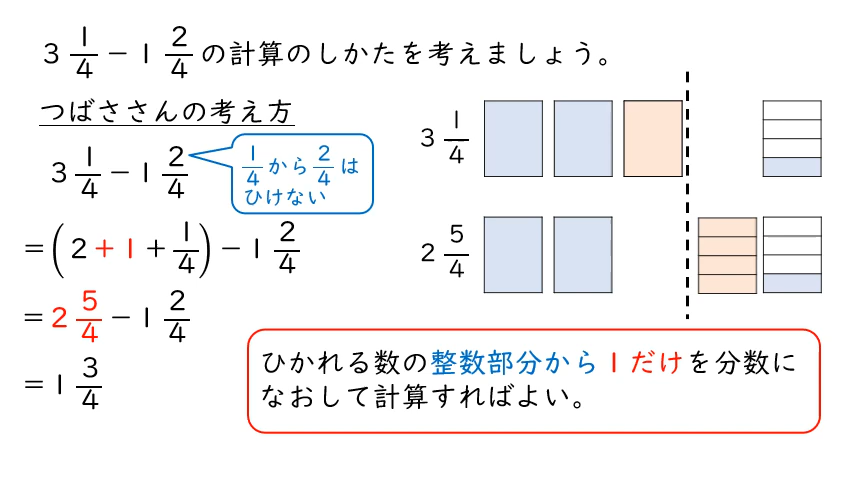 3 1/4 − 1 2/4 の計算のしかたを考えましょう。
つばささんの考え方
3 1/4 − 1 2/4
1/4 から 2/4 は
ひけない
= ( 2 + 1 + 1/4 ) − 1 2/4
= 2 5/4 − 1 2/4
= 1 3/4
3 1/4
2 5/4
ひかれる数の整数部分から1だけを分数に
なおして計算すればよい。